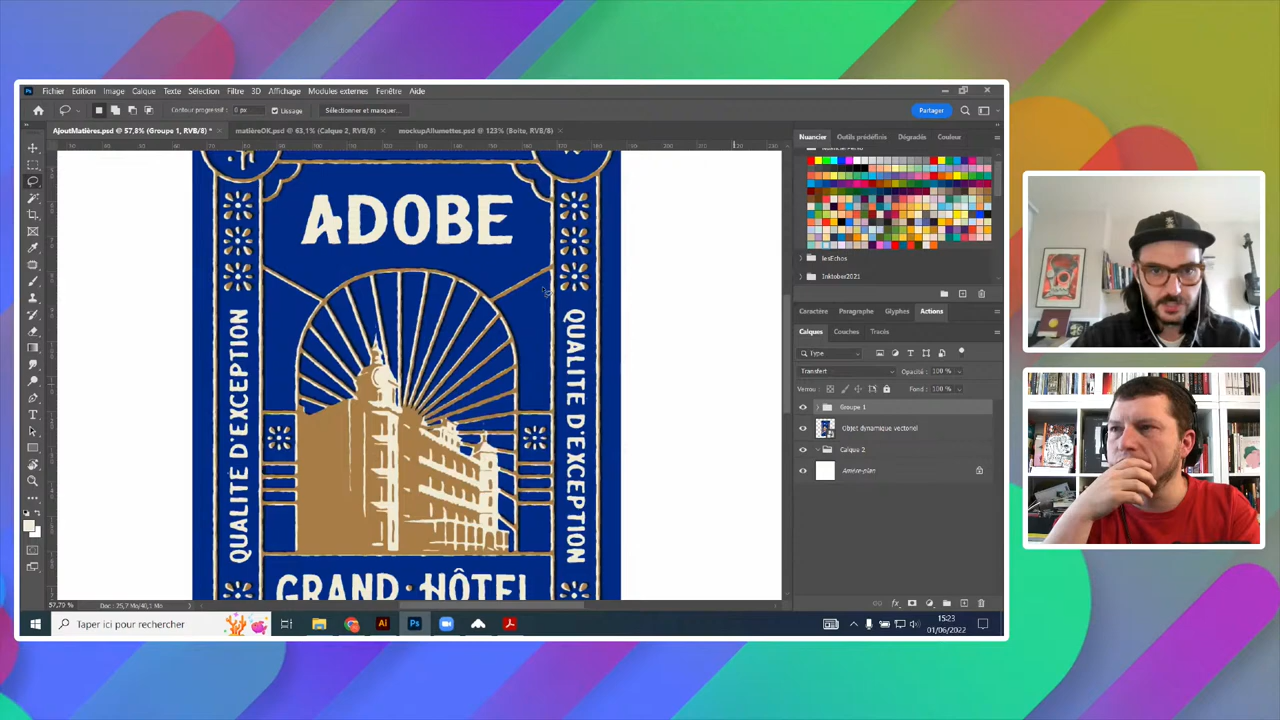 Fichier Edition Image Calque Texte Sélection Filtre 3D Affichage Modules externes Fenêtre Aide
Contour progressif : 0 px Lissage Sélectionner et masquer... Partager
AjoutMatières.psd @ 57,8% (Groupe 1, RVB/8) * matièreOK.psd @ 63,1% (Calque 2, RVB/8) mockupAllumettes.psd @ 123% (Boite, RVB/8)
Nuancier Outils prédéfinis Dégradés Couleur
ADOBE
QUALITÉ D'EXCEPTION
QUALITÉ D'EXCEPTION
GRAND · HÔTEL
lesEchos
Inktober2021
Caractère Paragraphe Glyphes Actions
Calques Couches Tracés
Type
Transfert Opacité : 100 %
Verrou : Fond : 100 %
Groupe 1
Objet dynamique vectoriel
Calque 2
Arrière-plan
57,79 % Doc : 25,7 Mo/40,1 Mo
Taper ici pour rechercher
Ai Ps
15:23
01/06/2022